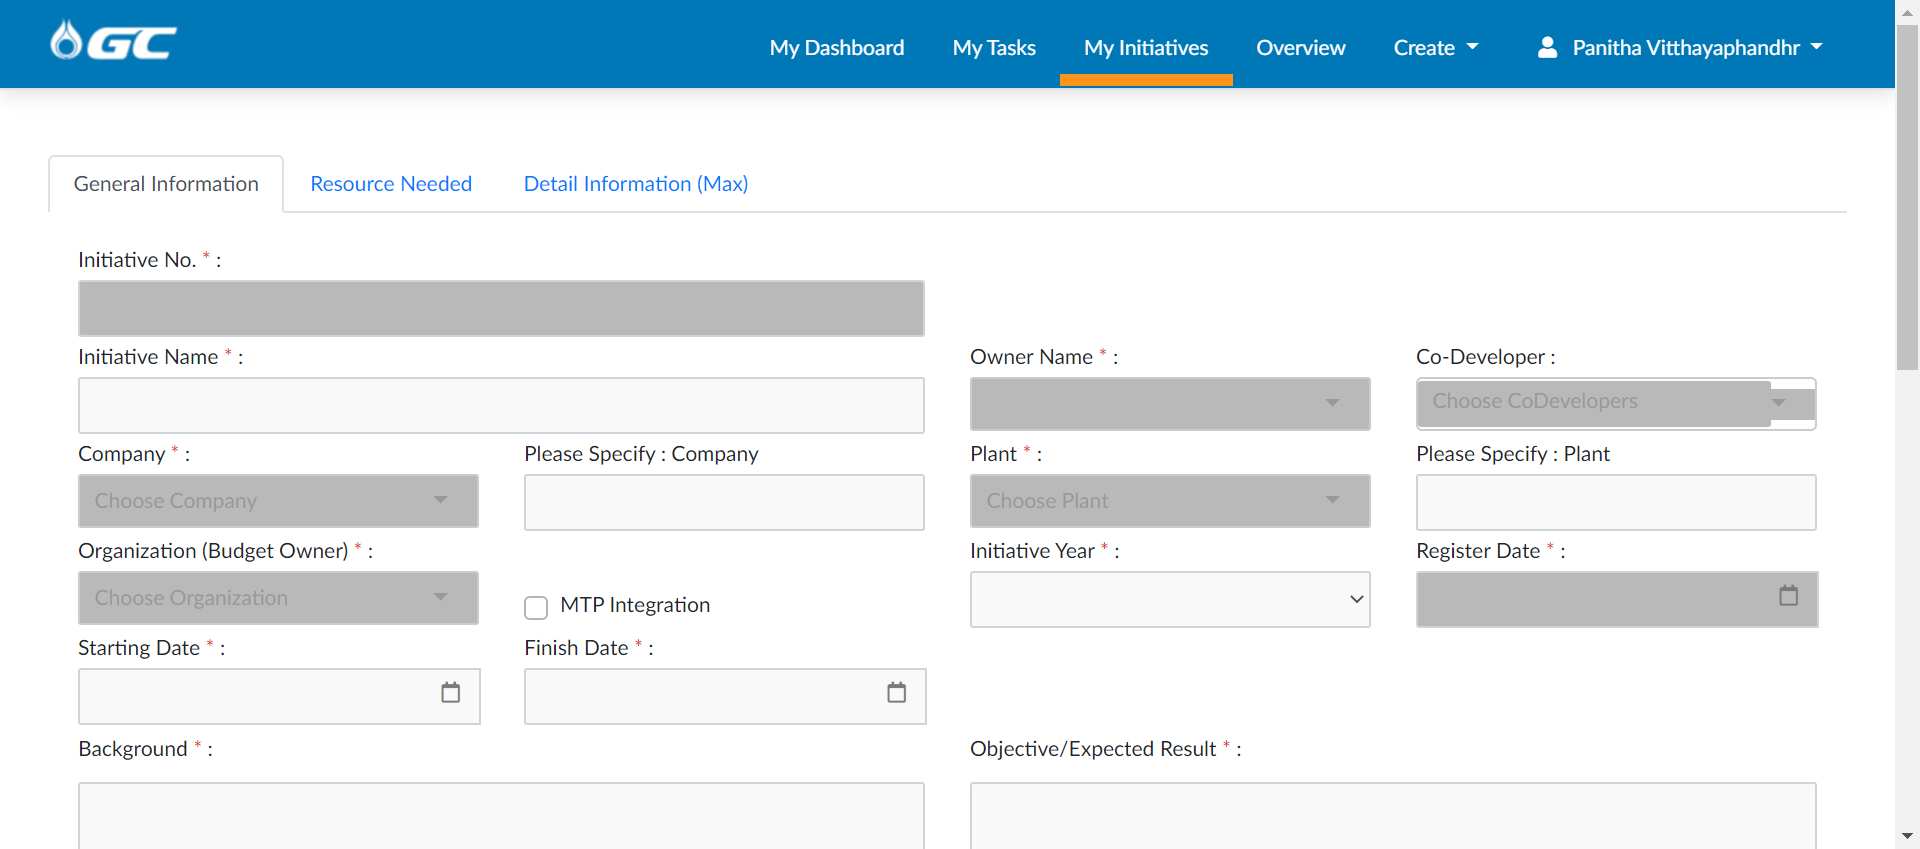 GC
My Dashboard My Tasks My Initiatives Overview Create Panitha Vitthayaphandhr
General Information Resource Needed Detail Information (Max)
Initiative No. * :
Initiative Name * : Owner Name * : Co-Developer :
Choose CoDevelopers
Company * : Please Specify : Company Plant * : Please Specify : Plant
Choose Company Choose Plant
Organization (Budget Owner) * : Initiative Year * : Register Date * :
Choose Organization MTP Integration
Starting Date * : Finish Date * :
Background * : Objective/Expected Result * :